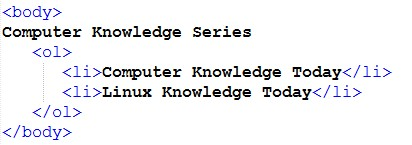 <body>
Computer Knowledge Series
<ol>
<li>Computer Knowledge Today</li>
<li>Linux Knowledge Today</li>
</ol>
</body>